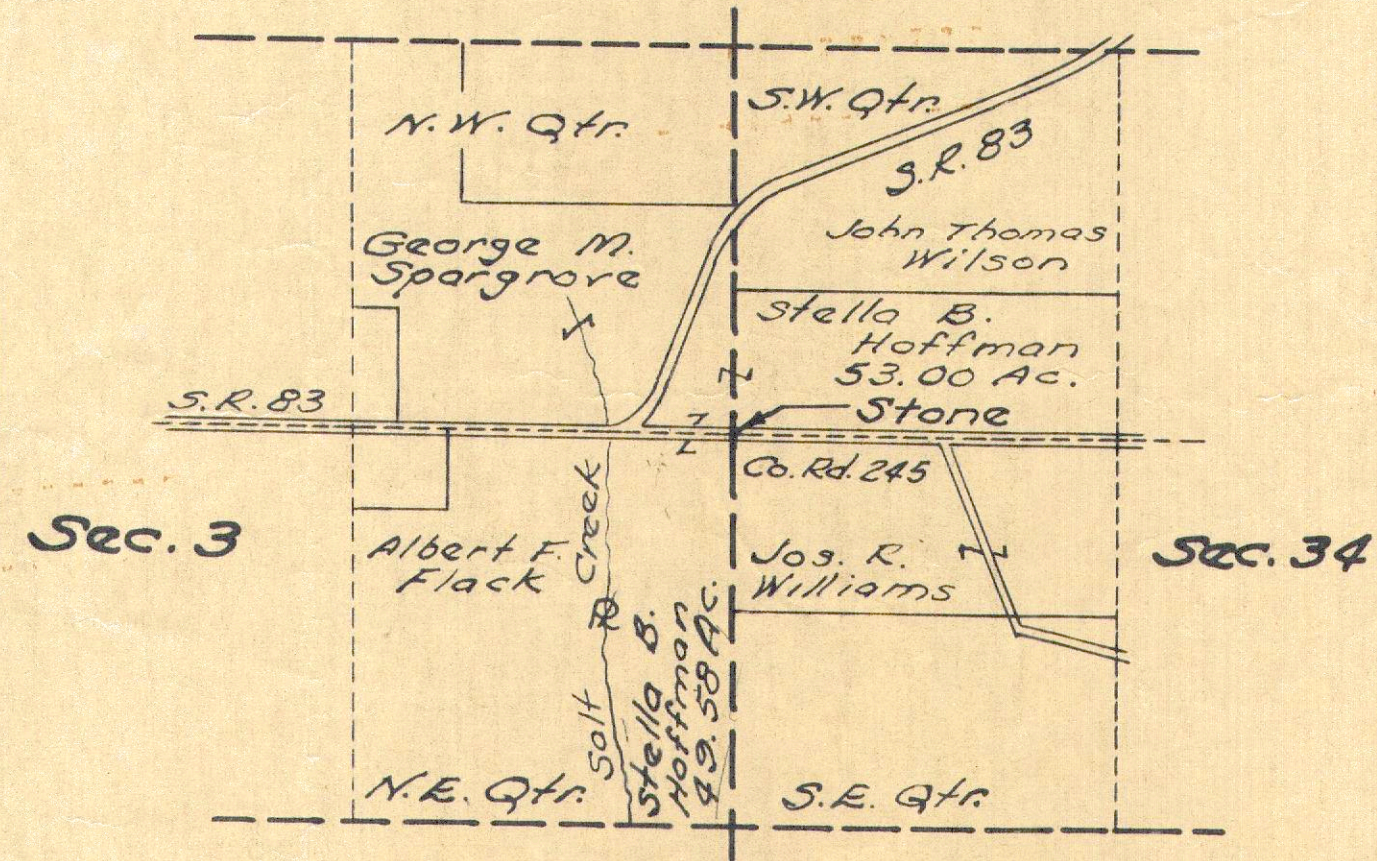 N.W. Qtr.
S.W. Qtr.
S.R. 83
George M.
Spargrove
John Thomas
Wilson
Stella B.
Hoffman
53.00 Ac.
S.R. 83
Stone
Co. Rd. 245
Sec. 3
Albert F.
Flack
Salt Creek
Stella B.
Hoffman
49.58 Ac.
Jos. R.
Williams
Sec. 34
N.E. Qtr.
S.E. Qtr.